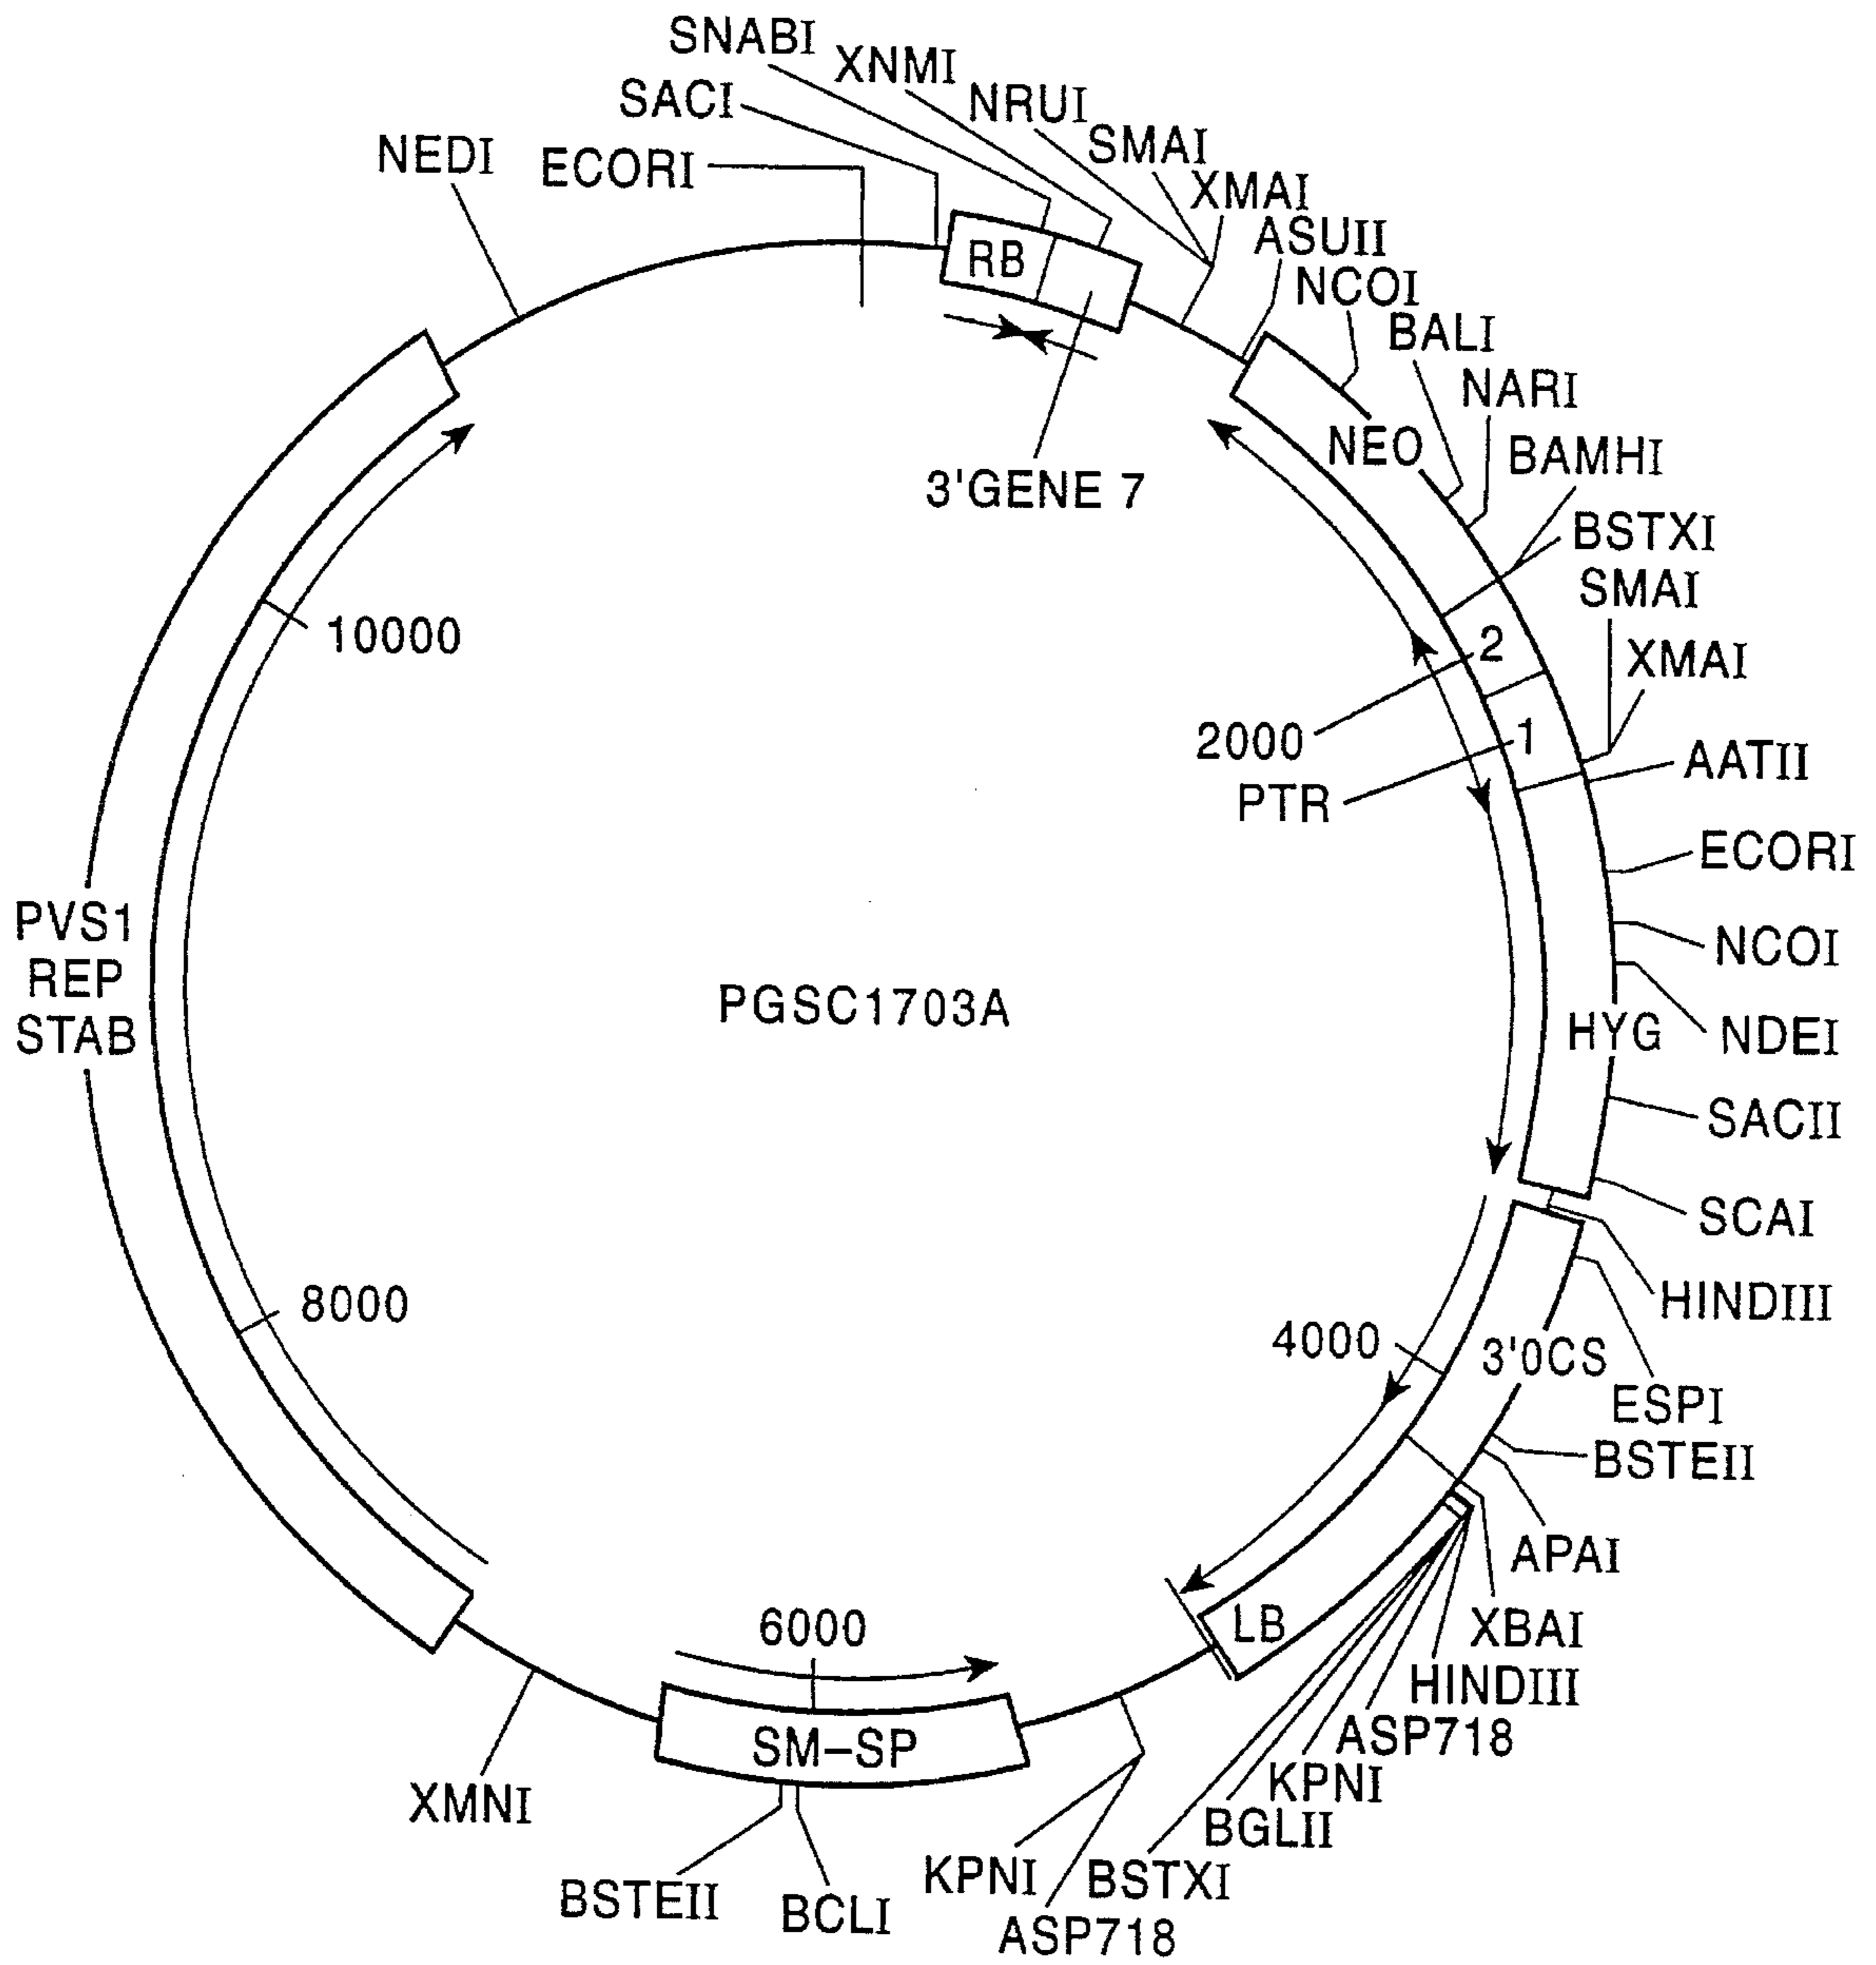 SNABI
XNMI
SACI
NRUI
NEDI
ECORI
SMAI
XMAI
RB
ASUII
NCOI
BALI
NARI
NEO
BAMHI
3'GENE 7
BSTXI
SMAI
10000
2
XMAI
2000
1
AATII
PTR
ECORI
PVS1
REP
STAB
NCOI
PGSC1703A
HYG
NDEI
SACII
SCAI
8000
HINDIII
4000
3'0CS
ESPI
BSTEII
APAI
6000
LB
XBAI
HINDIII
SM–SP
ASP718
XMNI
KPNI
BGLII
BSTEII
BCLI
KPNI
BSTXI
ASP718